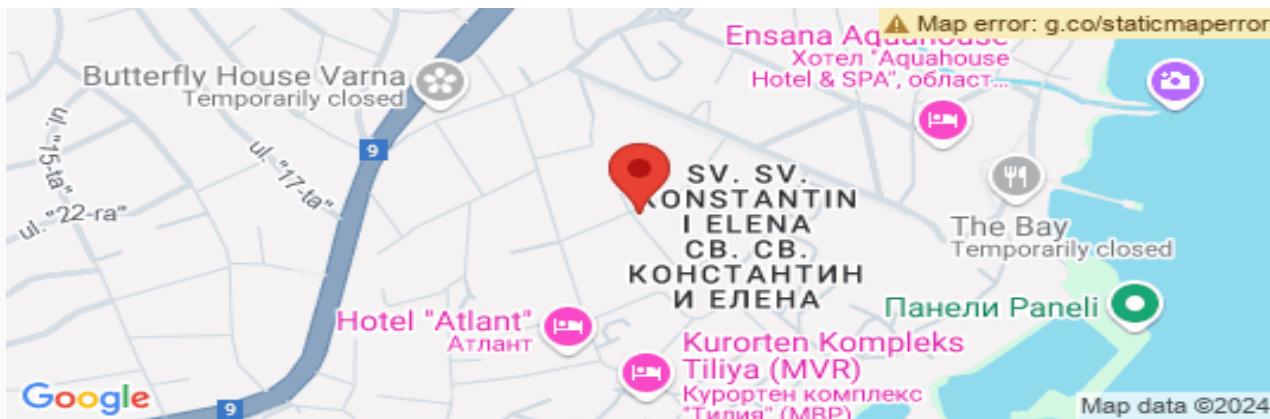 Map error: g.co/staticmaperror
Ensana Aquahouse
Хотел "Aquahouse
Hotel & SPA", област...
Butterfly House Varna
Temporarily closed
9
ul. "15-ta"
ul. "17-ta"
ul. "22-ra"
SV. SV.
KONSTANTIN
I ELENA
СВ. СВ.
КОНСТАНТИН
И ЕЛЕНА
The Bay
Temporarily closed
Панели Paneli
Hotel "Atlant"
Атлант
Kurorten Kompleks
Tiliya (MVR)
Курортен комплекс
"Тилия" (МВР)
Google
9
Map data ©2024